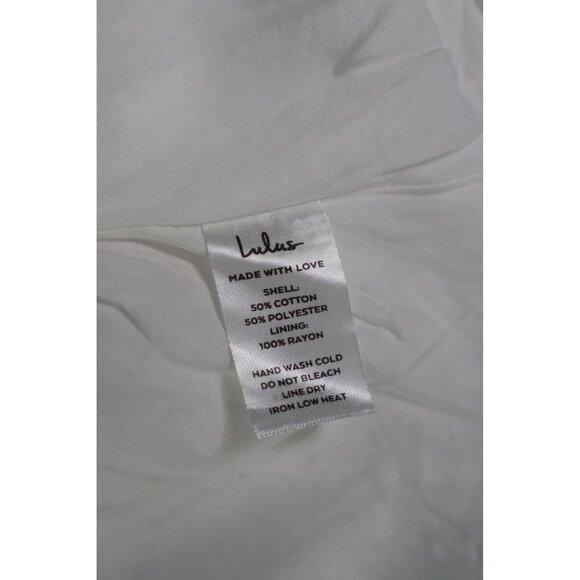 Lulus
MADE WITH LOVE
SHELL:
50% COTTON
50% POLYESTER
LINING:
100% RAYON
HAND WASH COLD
DO NOT BLEACH
LINE DRY
IRON LOW HEAT